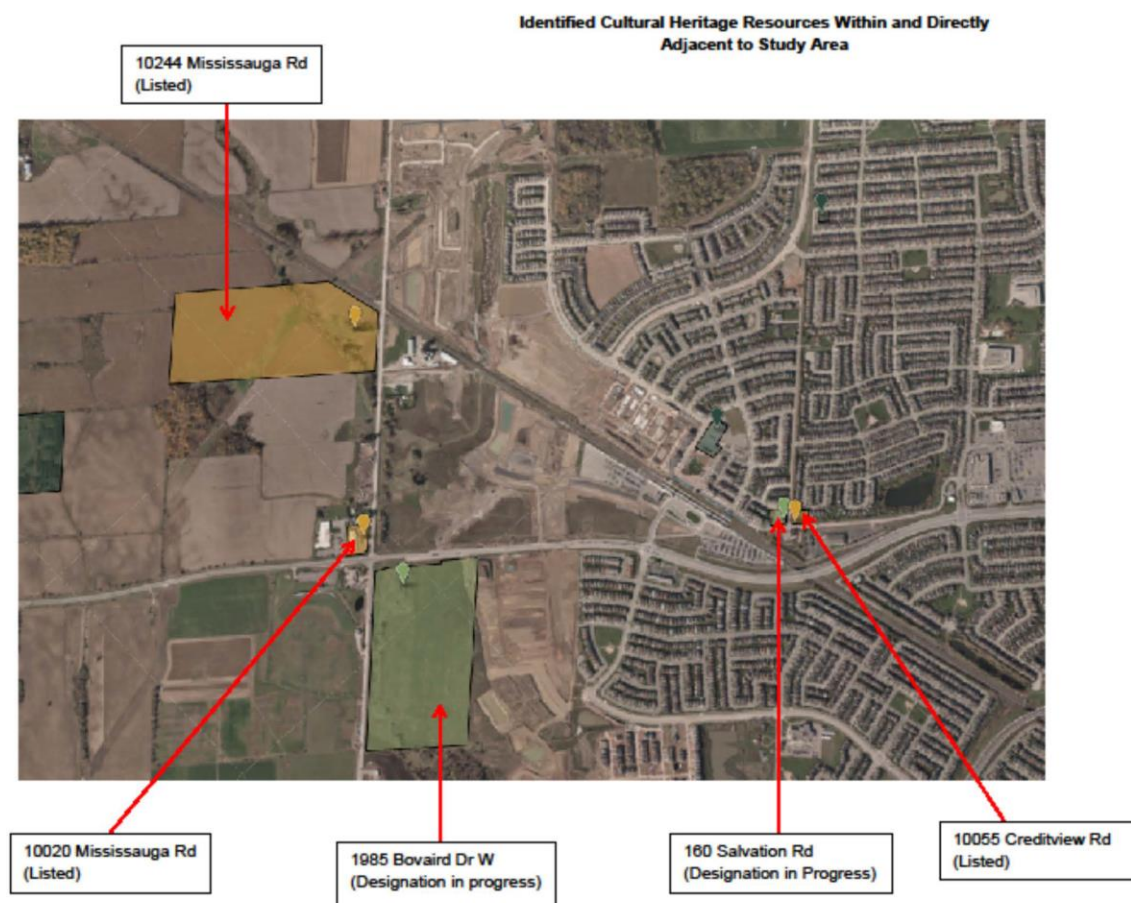 Identified Cultural Heritage Resources Within and Directly
Adjacent to Study Area
10244 Mississauga Rd
(Listed)
10020 Mississauga Rd
(Listed)
1985 Bovaird Dr W
(Designation in progress)
160 Salvation Rd
(Designation in Progress)
10055 Creditview Rd
(Listed)